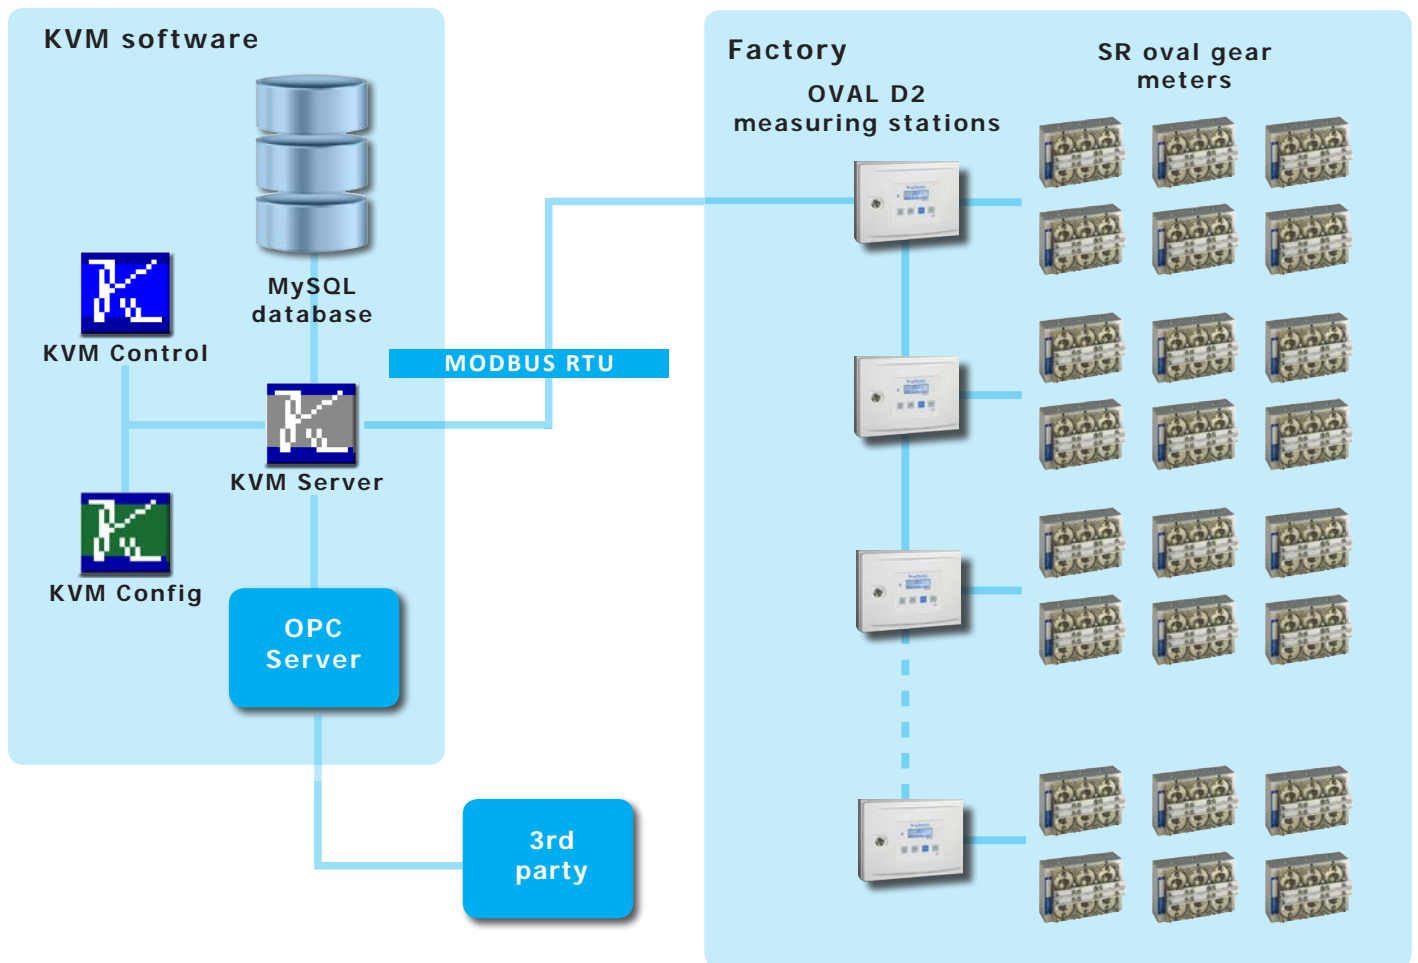 KVM software
MySQL
database
KVM Control
MODBUS RTU
KVM Server
KVM Config
OPC
Server
3rd
party
Factory
OVAL D2
measuring stations
SR oval gear
meters